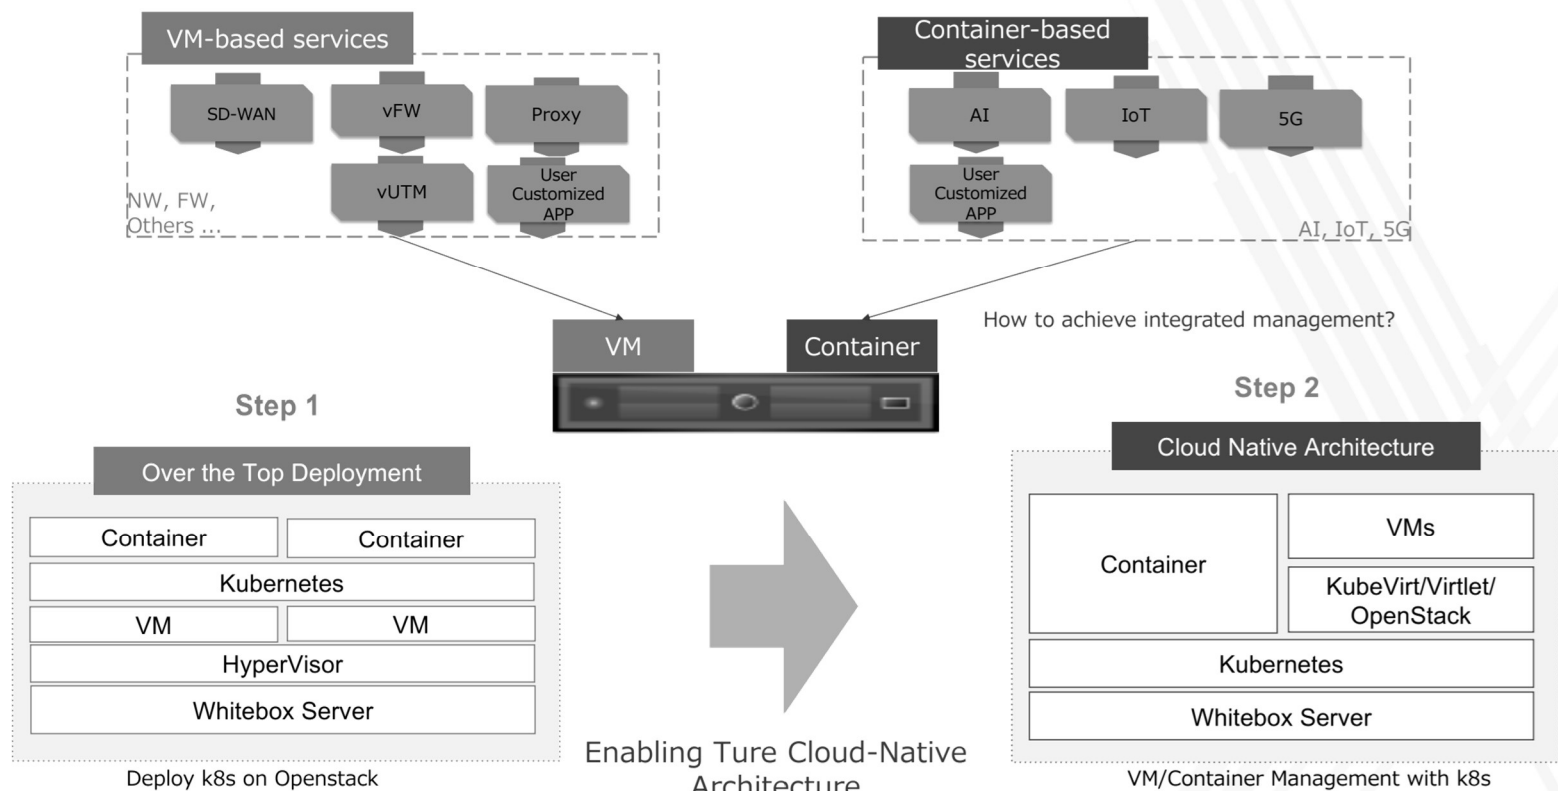 VM-based services
SD-WAN
vFW
Proxy
vUTM
User
Customized
APP
NW, FW,
Others ...
Container-based
services
AI
IoT
5G
User
Customized
APP
AI, IoT, 5G
VM
Container
How to achieve integrated management?
Step 1
Over the Top Deployment
Container
Container
Kubernetes
VM
VM
HyperVisor
Whitebox Server
Deploy k8s on Openstack
Enabling Ture Cloud-Native
Architecture
Step 2
Cloud Native Architecture
Container
VMs
KubeVirt/Virtlet/
OpenStack
Kubernetes
Whitebox Server
VM/Container Management with k8s